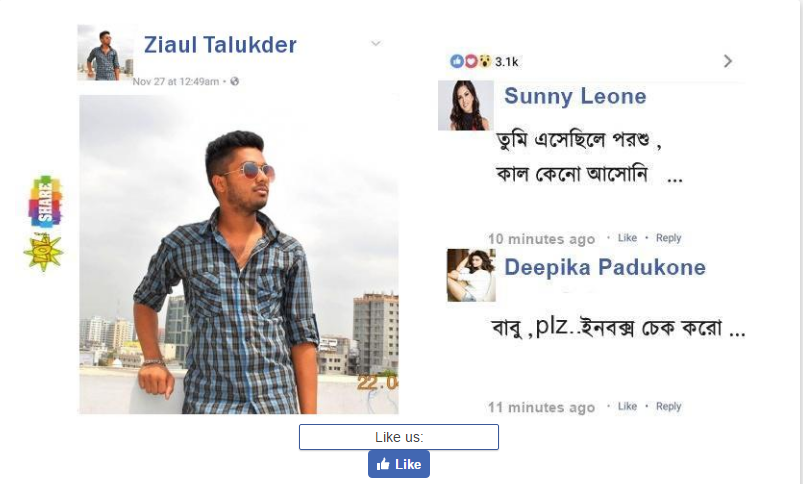 Ziaul Talukder
Nov 27 at 12:49am
3.1k
Sunny Leone
তুমি এসেছিলে পরশু ,
কাল কেনো আসোনি ...
10 minutes ago · Like · Reply
Deepika Padukone
বাবু ,plz..ইনবক্স চেক করো ...
11 minutes ago · Like · Reply
SHARE
LOL
22.0
Like us:
Like